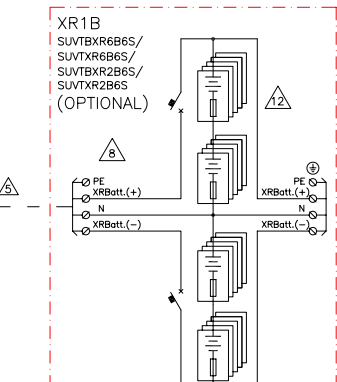 XR1B
SUVTBXR6B6S/
SUVTXR6B6S/
SUVTBXR2B6S/
SUVTXR2B6S
(OPTIONAL)
12
8
5
PE
PE
XRBatt.(+)
XRBatt.(+)
N
N
XRBatt.(-)
XRBatt.(-)